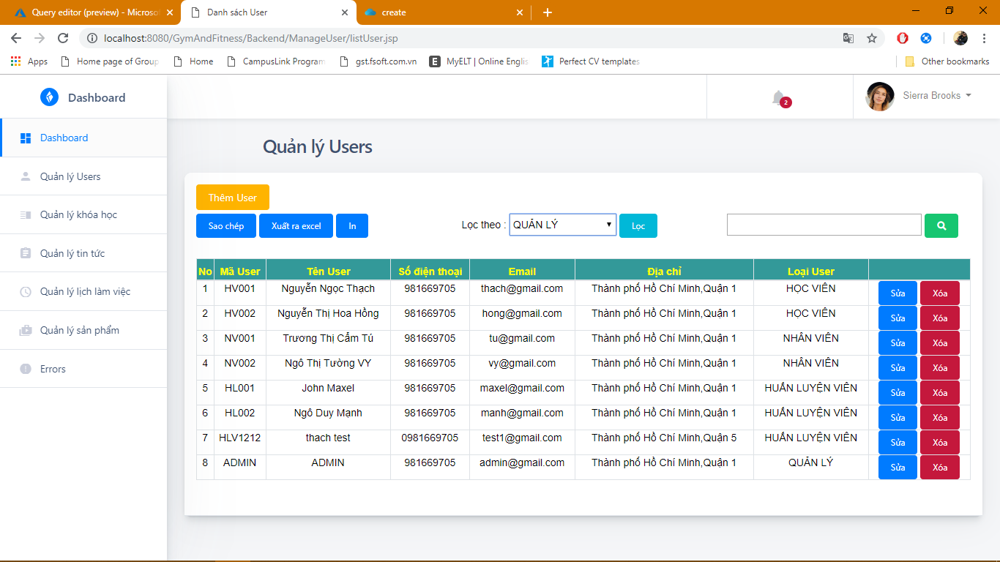 Query editor (preview) - Microso
Danh sách User
create
localhost:8080/GymAndFitness/Backend/ManageUser/listUser.jsp
Apps
Home page of Group
Home
CampusLink Program
gst.fsoft.com.vn
E MyELT | Online Englis
Perfect CV templates
Other bookmarks
Dashboard
2
Sierra Brooks
Dashboard
Quản lý Users
Quản lý khóa học
Quản lý tin tức
Quản lý lịch làm việc
Quản lý sản phẩm
Errors
Quản lý Users
Thêm User
Sao chép Xuất ra excel In Lọc theo : QUẢN LÝ Lọc
No Mã User Tên User Số điện thoại Email Địa chỉ Loại User
1 HV001 Nguyễn Ngọc Thạch 981669705 thach@gmail.com Thành phố Hồ Chí Minh,Quận 1 HỌC VIÊN Sửa Xóa
2 HV002 Nguyễn Thị Hoa Hồng 981669705 hong@gmail.com Thành phố Hồ Chí Minh,Quận 1 HỌC VIÊN Sửa Xóa
3 NV001 Trương Thị Cẩm Tú 981669705 tu@gmail.com Thành phố Hồ Chí Minh,Quận 1 NHÂN VIÊN Sửa Xóa
4 NV002 Ngô Thị Tường VY 981669705 vy@gmail.com Thành phố Hồ Chí Minh,Quận 1 NHÂN VIÊN Sửa Xóa
5 HL001 John Maxel 981669705 maxel@gmail.com Thành phố Hồ Chí Minh,Quận 1 HUẤN LUYỆN VIÊN Sửa Xóa
6 HL002 Ngô Duy Mạnh 981669705 manh@gmail.com Thành phố Hồ Chí Minh,Quận 1 HUẤN LUYỆN VIÊN Sửa Xóa
7 HLV1212 thach test 0981669705 test1@gmail.com Thành phố Hồ Chí Minh,Quận 5 HUẤN LUYỆN VIÊN Sửa Xóa
8 ADMIN ADMIN 981669705 admin@gmail.com Thành phố Hồ Chí Minh,Quận 1 QUẢN LÝ Sửa Xóa